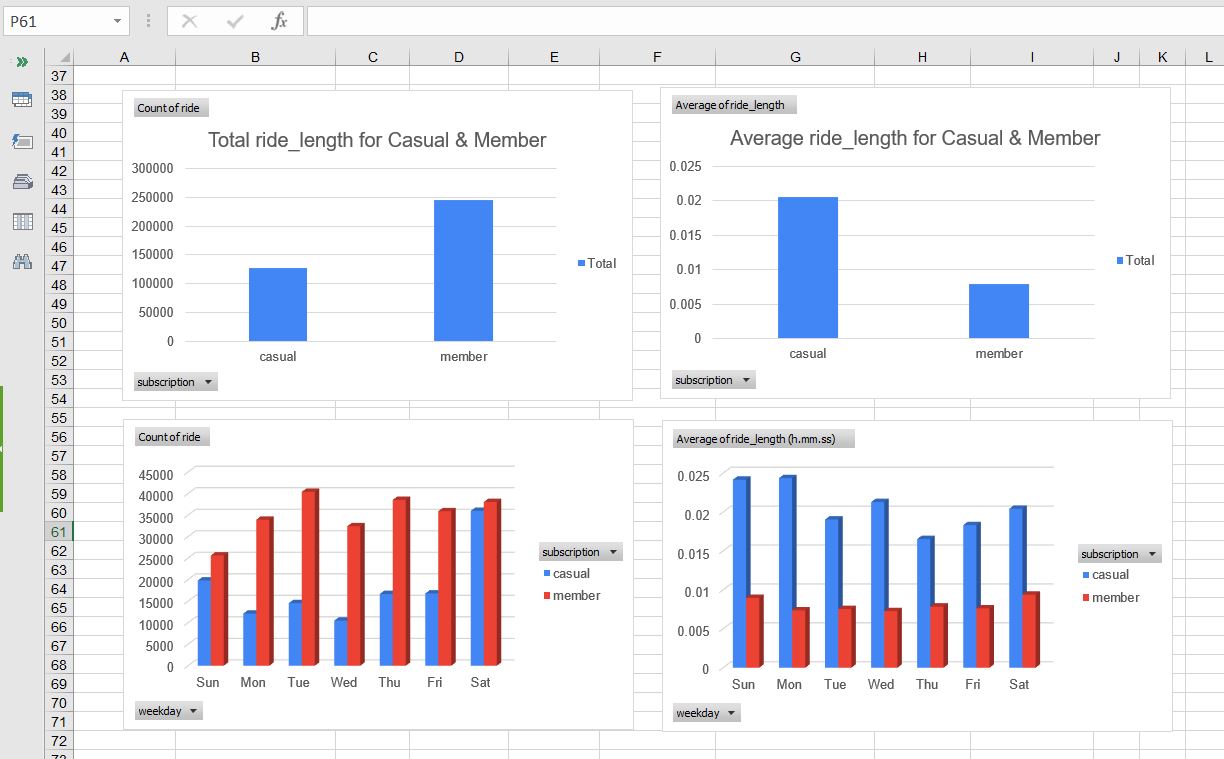 P61
fx
A B C D E F G H I J K L
37
38
39
40
41
42
43
44
45
46
47
48
49
50
51
52
53
54
55
56
57
58
59
60
61
62
63
64
65
66
67
68
69
70
71
72
Count of ride
Total ride_length for Casual & Member
300000
250000
200000
150000
100000
50000
0
casual member
Total
subscription
Average of ride_length
Average ride_length for Casual & Member
0.025
0.02
0.015
0.01
0.005
0
casual member
Total
subscription
Count of ride
45000
40000
35000
30000
25000
20000
15000
10000
5000
0
Sun Mon Tue Wed Thu Fri Sat
subscription
casual
member
weekday
Average of ride_length (h.mm.ss)
0.025
0.02
0.015
0.01
0.005
0
Sun Mon Tue Wed Thu Fri Sat
subscription
casual
member
weekday